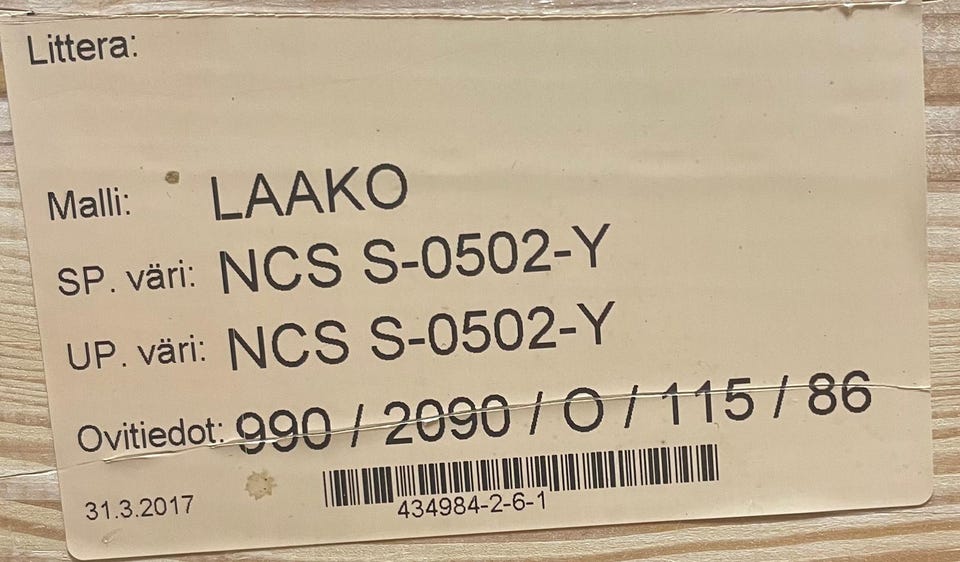 Littera:
Malli: LAAKO
SP. väri: NCS S-0502-Y
UP. väri: NCS S-0502-Y
Ovitiedot: 990 / 2090 / O / 115 / 86
31.3.2017
434984-2-6-1